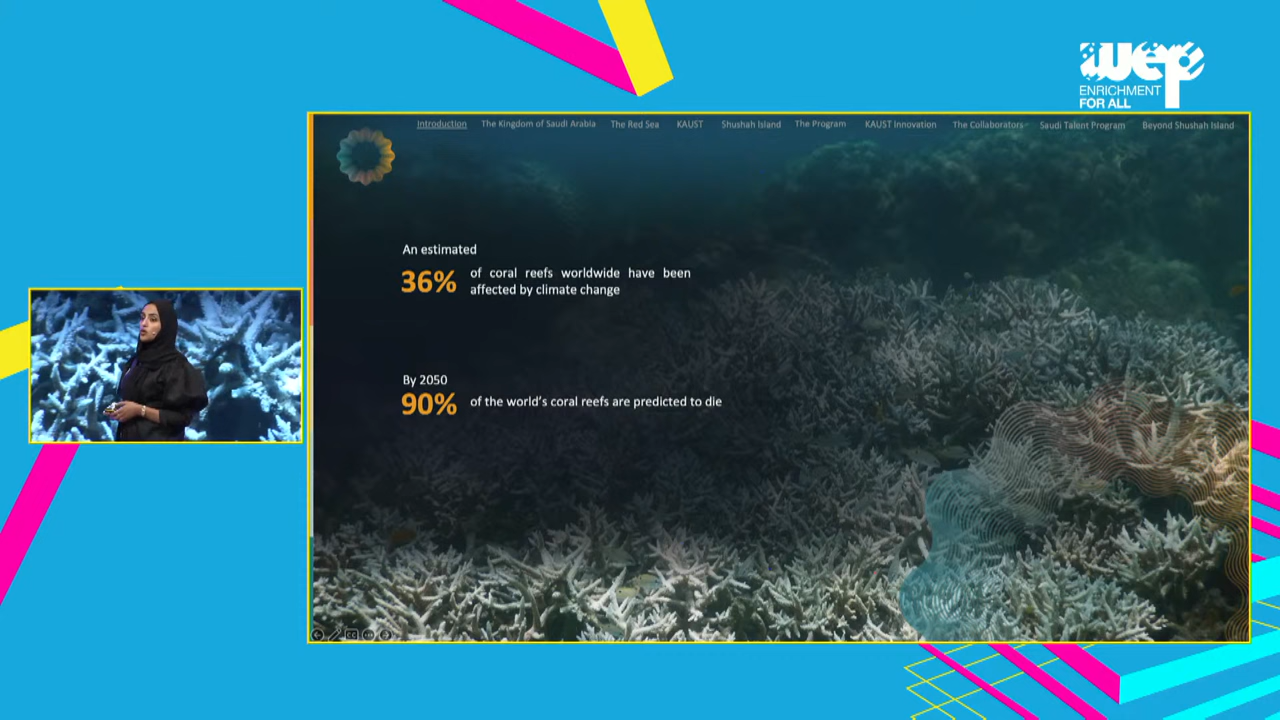 wep
ENRICHMENT
FOR ALL
Introduction The Kingdom of Saudi Arabia The Red Sea KAUST Shushah Island The Program KAUST Innovation The Collaborators Saudi Talent Program Beyond Shushah Island
An estimated
36% of coral reefs worldwide have been
affected by climate change
By 2050
90% of the world's coral reefs are predicted to die